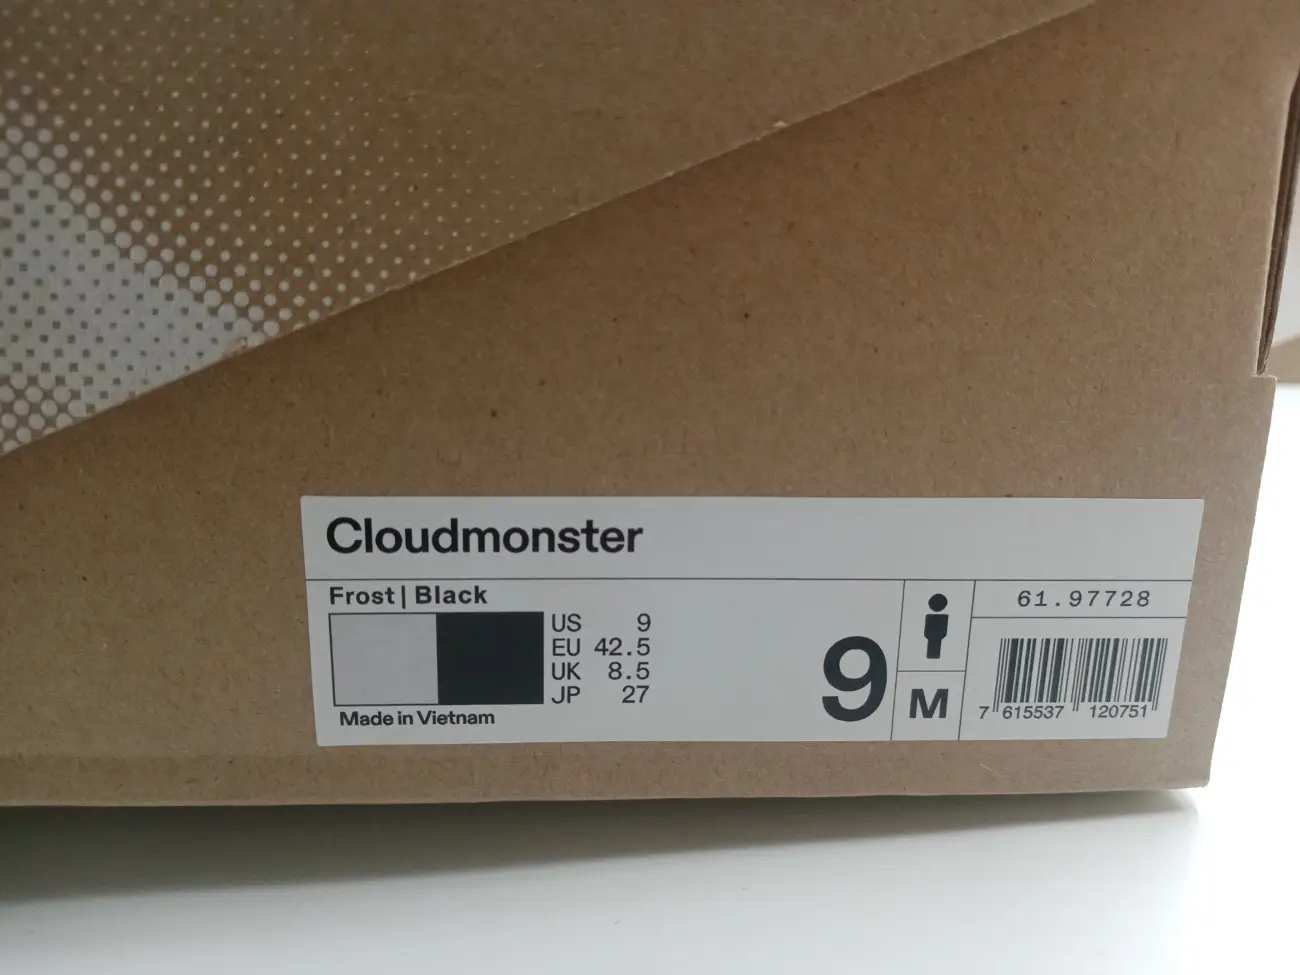 Cloudmonster
Frost | Black
US 9
EU 42.5
UK 8.5
JP 27
Made in Vietnam
9
M
61.97728
7 615537 120751